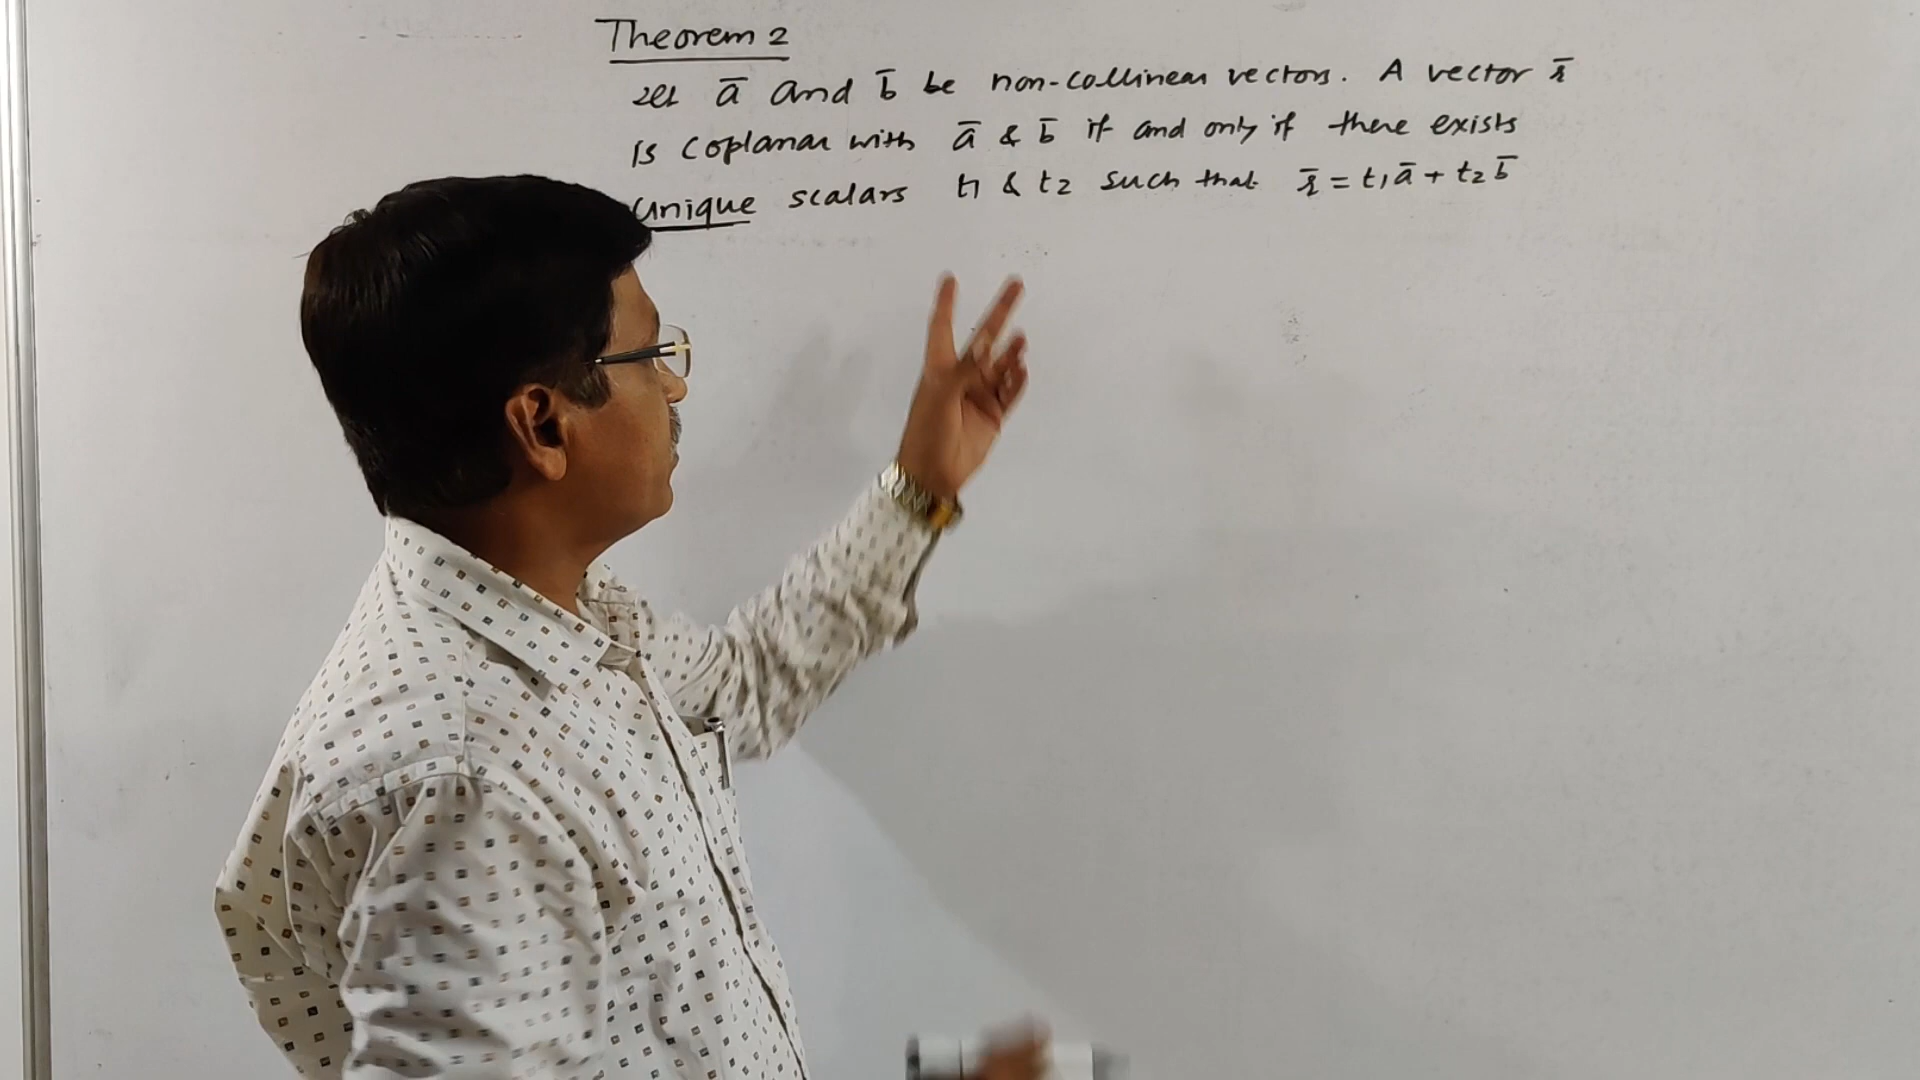 Theorem 2
Let a̅ and b̅ be non-collinear vectors. A vector r̅
is coplanar with a̅ & b̅ if and only if there exists
unique scalars t₁ & t₂ such that r̅ = t₁a̅ + t₂b̅